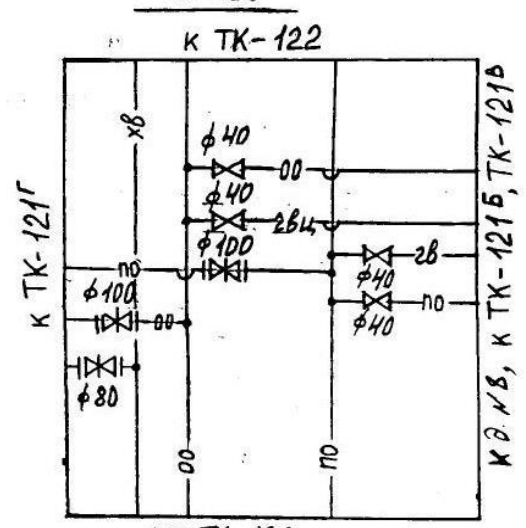 К ТК-122
ХВ
ф40
ОО
ф40
ГВЦ
ф100
ПО
ГВ
ф40
ф100
ОО
ПО
ф40
ф80
ОО
ПО
К ТК-121Г
К д. №8, К ТК-121Б, ТК-121В